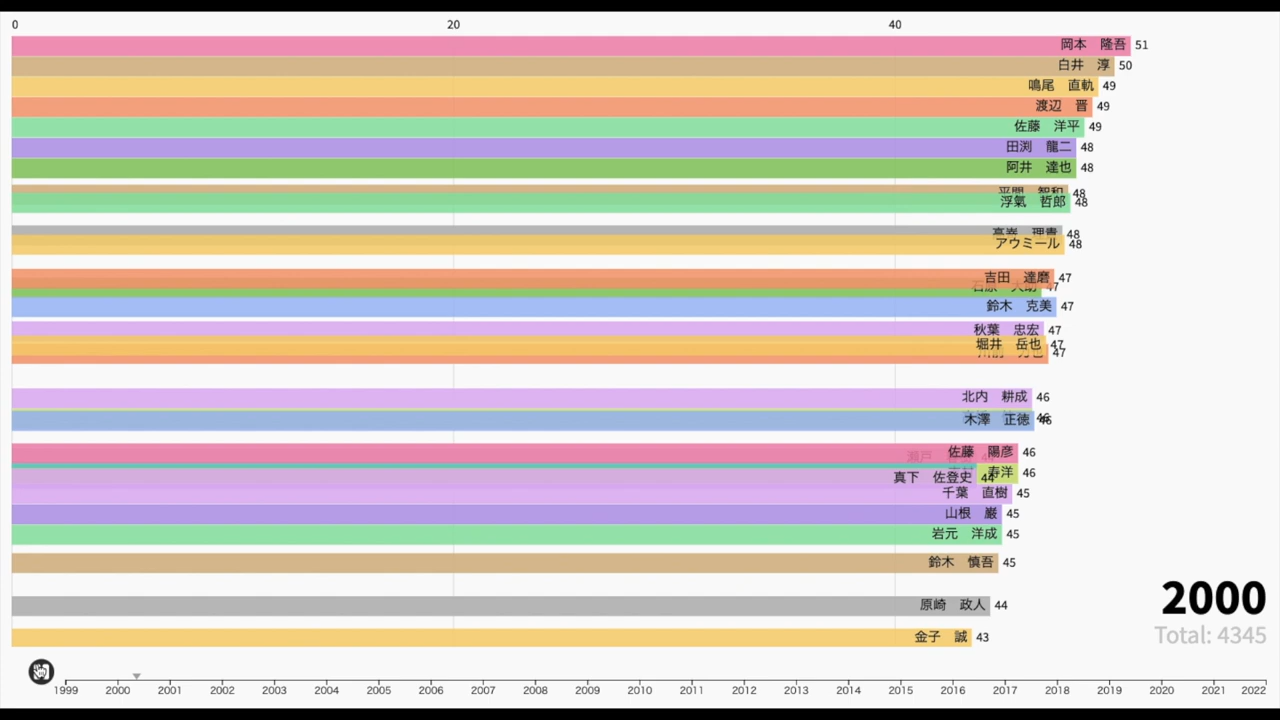 0 20 40
岡本　隆吾 51
白井　淳 50
鳴尾　直軌 49
渡辺　晋 49
佐藤　洋平 49
田渕　龍二 48
阿井　達也 48
平間　智和 48
浮氣　哲郎 48
48
アウミール 48
吉田　達磨 47
47
鈴木　克美 47
秋葉　忠宏 47
堀井　岳也 47
47
北内　耕成 46
木澤　正徳 46
佐藤　陽彦 46
寿洋 46
真下　佐登史 44
千葉　直樹 45
山根　巌 45
岩元　洋成 45
鈴木　慎吾 45
原崎　政人 44
金子　誠 43
2000
Total: 4345
1999 2000 2001 2002 2003 2004 2005 2006 2007 2008 2009 2010 2011 2012 2013 2014 2015 2016 2017 2018 2019 2020 2021 2022